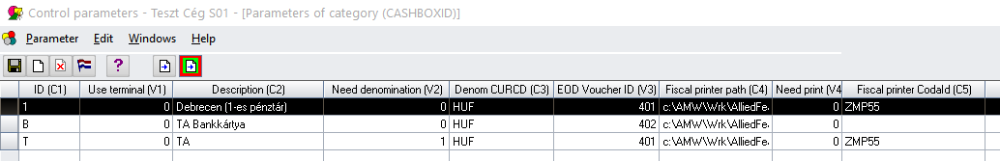 Control parameters - Teszt Cég S01 - [Parameters of category (CASHBOXID)]
Parameter Edit Windows Help
?
ID (C1) Use terminal (V1) Description (C2) Need denomination (V2) Denom CURCD (C3) EOD Voucher ID (V3) Fiscal printer path (C4) Need print (V4 Fiscal printer CodaId (C5)
1 0 Debrecen (1-es pénztár) 0 HUF 401 c:\AMW\Wrk\AlliedFe 0 ZMP55
B 0 TA Bankkártya 0 HUF 402 c:\AMW\Wrk\AlliedFe 0
T 0 TA 1 HUF 401 c:\AMW\Wrk\AlliedFe 0 ZMP55